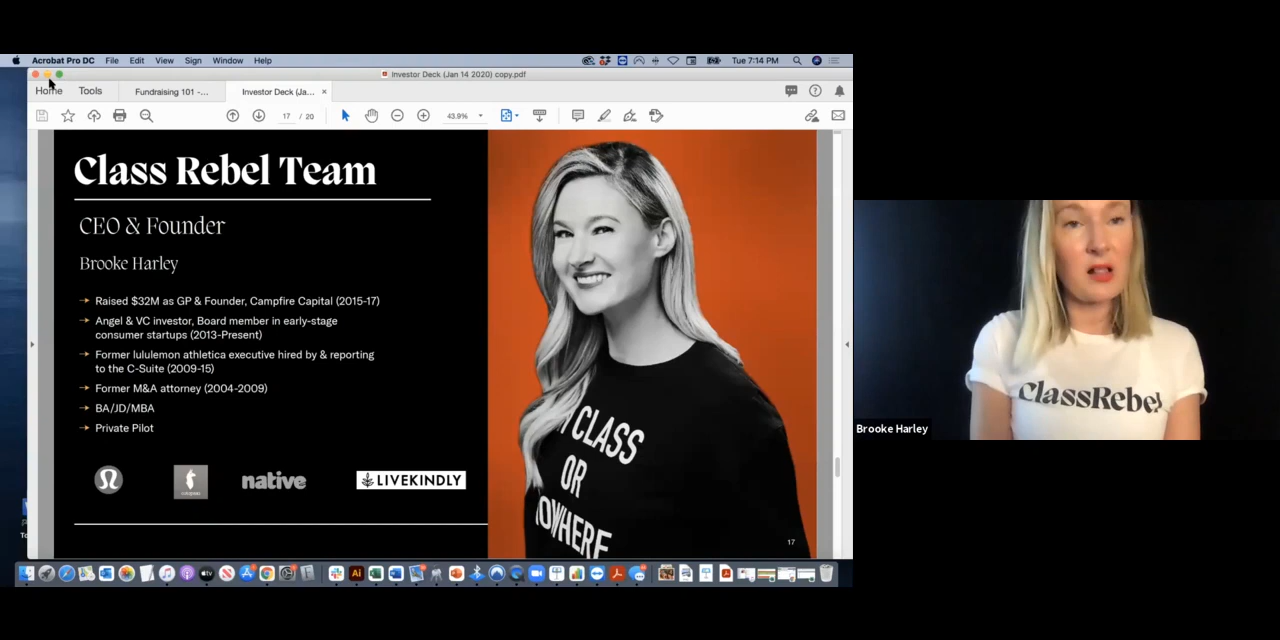 Acrobat Pro DC File Edit View Sign Window Help
Tue 7:14 PM
Investor Deck (Jan 14 2020) copy.pdf
Home Tools Fundraising 101 -... Investor Deck (Ja... ×
17 / 20 43.9%
Class Rebel Team
CEO & Founder
Brooke Harley
Raised $32M as GP & Founder, Campfire Capital (2015-17)
Angel & VC investor, Board member in early-stage
consumer startups (2013-Present)
Former lululemon athletica executive hired by & reporting
to the C-Suite (2009-15)
Former M&A attorney (2004-2009)
BA/JD/MBA
Private Pilot
native
LIVEKINDLY
CLASS
OR
NOWHERE
17
ClassRebel
Brooke Harley